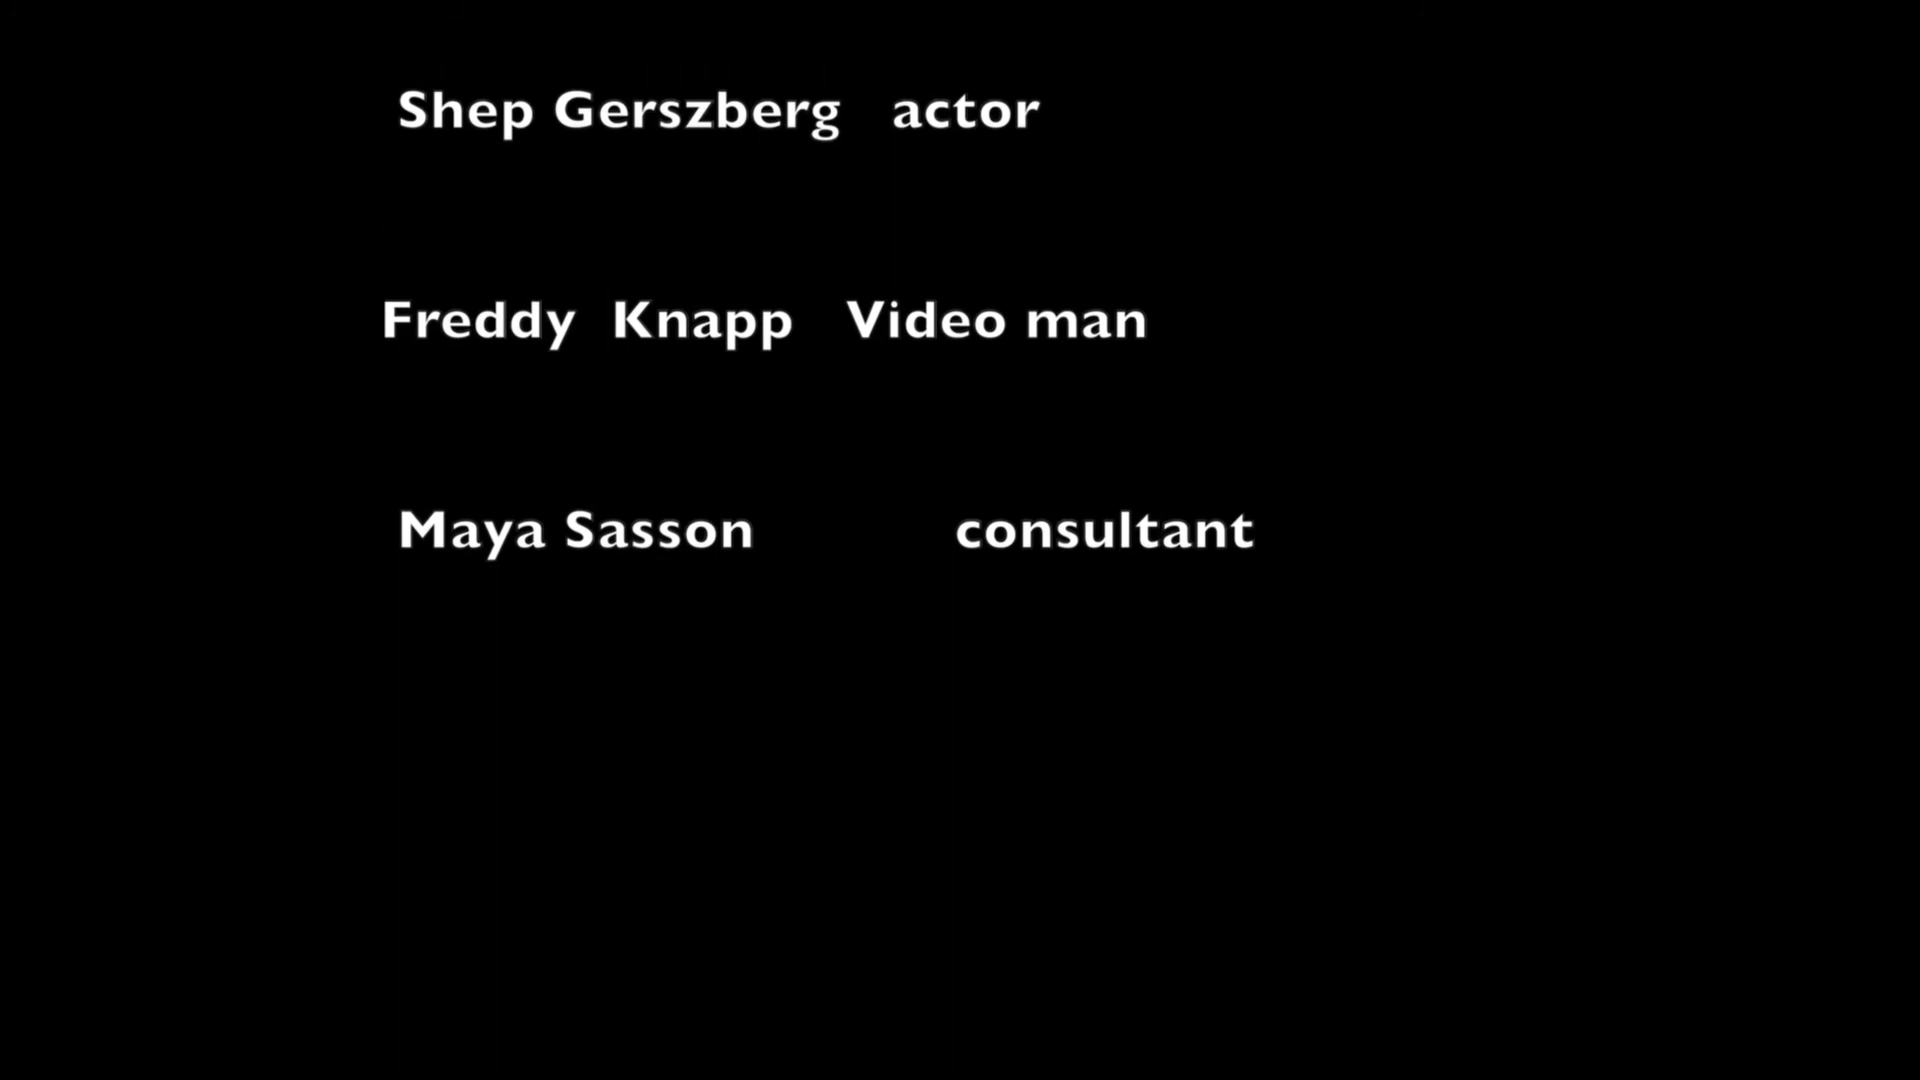 Shep Gerszberg actor
Freddy Knapp Video man
Maya Sasson consultant